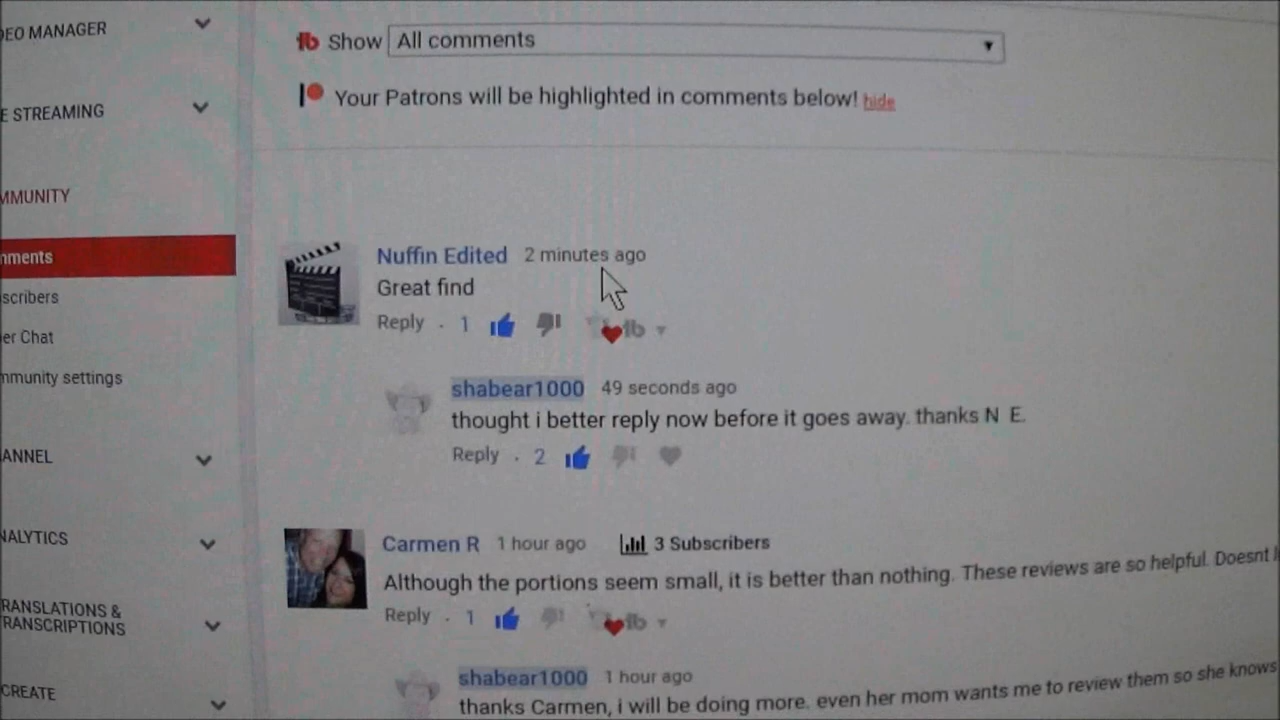 EO MANAGER
E STREAMING
MMUNITY
mments
scribers
er Chat
mmunity settings
ANNEL
NALYTICS
RANSLATIONS &
RANSCRIPTIONS
CREATE
tb Show All comments
Your Patrons will be highlighted in comments below! hide
Nuffin Edited 2 minutes ago
Great find
Reply . 1 tb
shabear1000 49 seconds ago
thought i better reply now before it goes away. thanks N E.
Reply . 2
Carmen R 1 hour ago 3 Subscribers
Although the portions seem small, it is better than nothing. These reviews are so helpful. Doesnt
Reply . 1 tb
shabear1000 1 hour ago
thanks Carmen, i will be doing more. even her mom wants me to review them so she knows